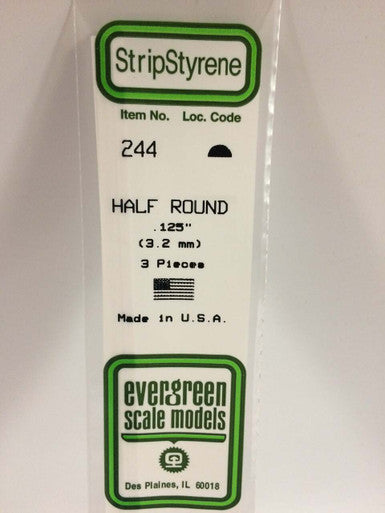 StripStyrene
Item No. Loc. Code
244
HALF ROUND
.125"
(3.2 mm)
3 Pieces
Made in U.S.A.
evergreen
scale models
Des Plaines, IL 60018